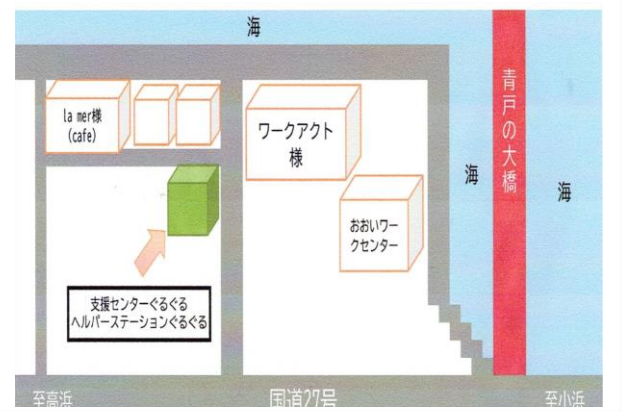 海
la mer様
(cafe)
ワークアクト
様
青戸の大橋
海
海
おおいワー
クセンター
支援センターぐるぐる
ヘルパーステーションぐるぐる
至高浜
国道27号
至小浜